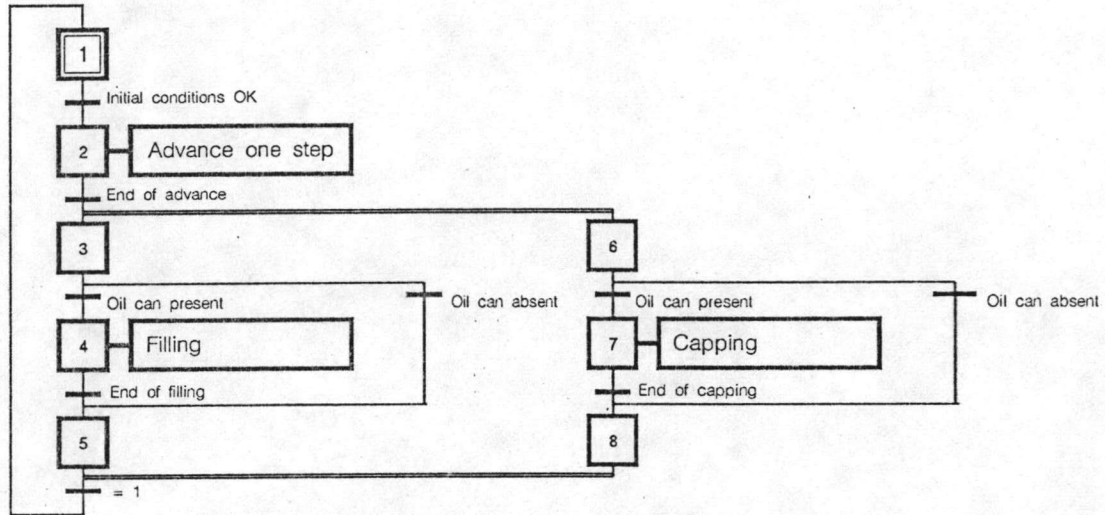 1
Initial conditions OK
2 Advance one step
End of advance
3 6
Oil can present Oil can absent Oil can present Oil can absent
4 Filling 7 Capping
End of filling End of capping
5 8
= 1